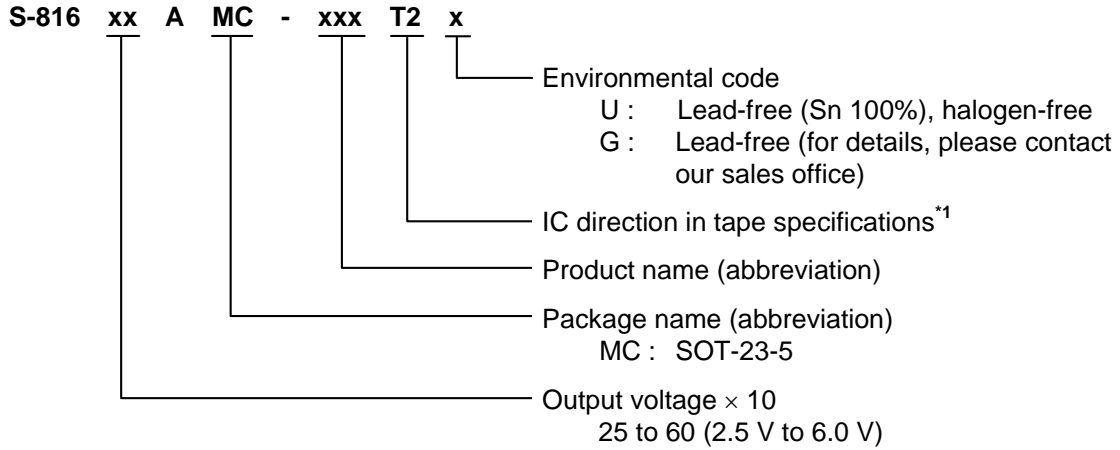 S-816 xx A MC - xxx T2 x
Environmental code
U : Lead-free (Sn 100%), halogen-free
G : Lead-free (for details, please contact
our sales office)
IC direction in tape specifications*1
Product name (abbreviation)
Package name (abbreviation)
MC : SOT-23-5
Output voltage × 10
25 to 60 (2.5 V to 6.0 V)